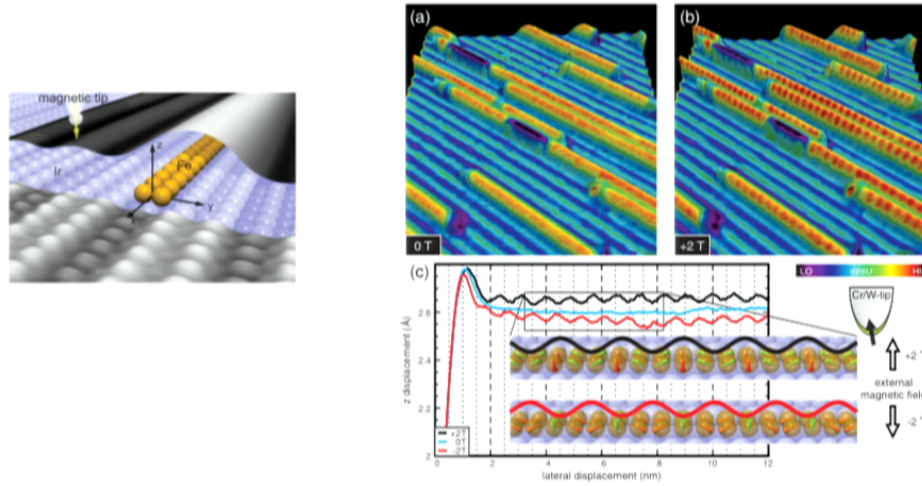 magnetic tip
z
Ir
Fe
Y
(a)
(b)
0 T
+2 T
(c)
LO
dI/dU
HI
Cr/W-tip
+2 T
external
magnetic field
-2 T
z displacement (Å)
2.6
2.4
2.2
2
+2T
0T
-2T
0
2
4
6
8
10
12
lateral displacement (nm)